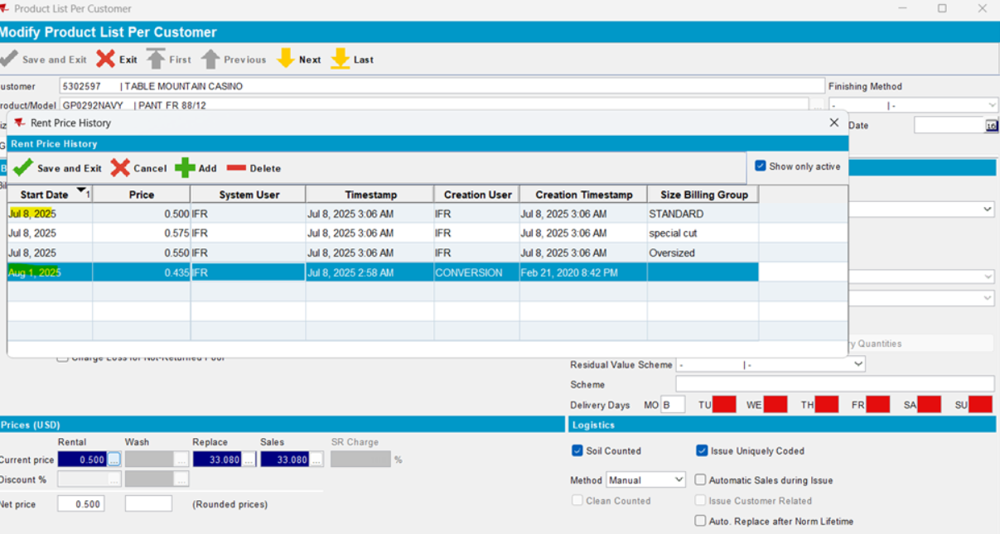 Product List Per Customer
Modify Product List Per Customer
Save and Exit Exit First Previous Next Last
ustomer 5302597 | TABLE MOUNTAIN CASINO Finishing Method
roduct/Model GP0292NAVY | PANT FR 88/12 ... - | -
Rent Price History Date 16
Rent Price History
Save and Exit Cancel Add Delete Show only active
Start Date 1 Price System User Timestamp Creation User Creation Timestamp Size Billing Group
Jul 8, 2025 0.500 IFR Jul 8, 2025 3:06 AM IFR Jul 8, 2025 3:06 AM STANDARD
Jul 8, 2025 0.575 IFR Jul 8, 2025 3:06 AM IFR Jul 8, 2025 3:06 AM special cut
Jul 8, 2025 0.550 IFR Jul 8, 2025 3:06 AM IFR Jul 8, 2025 3:06 AM Oversized
Aug 1, 2025 0.435 IFR Jul 8, 2025 2:58 AM CONVERSION Feb 21, 2020 8:42 PM
y Quantities
Residual Value Scheme - | -
Scheme
Delivery Days MO B TU WE TH FR SA SU
Prices (USD) Logistics
Rental Wash Replace Sales SR Charge
Current price 0.500 ... ... 33.080 ... 33.080 ... % Soil Counted Issue Uniquely Coded
Discount % ... ... Method Manual Automatic Sales during Issue
Net price 0.500 (Rounded prices) Clean Counted Issue Customer Related
Auto. Replace after Norm Lifetime